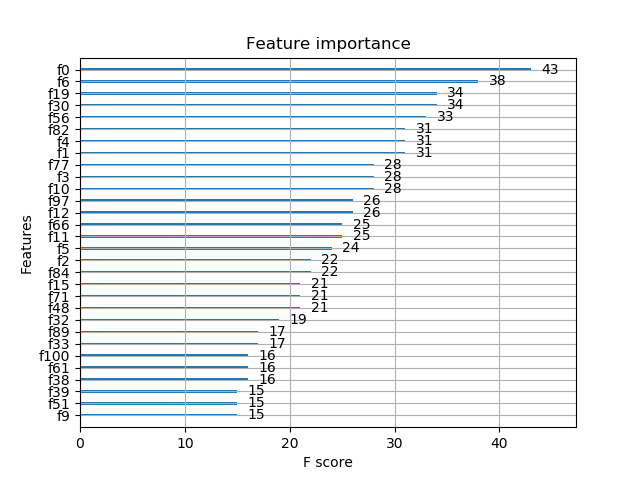 Feature importance
f0 43
f6 38
f19 34
f30 34
f56 33
f82 31
f4 31
f1 31
f77 28
f3 28
f10 28
f97 26
f12 26
f66 25
f11 25
f5 24
f2 22
f84 22
f15 21
f71 21
f48 21
f32 19
f89 17
f33 17
f100 16
f61 16
f38 16
f39 15
f51 15
f9 15
Features
0 10 20 30 40
F score